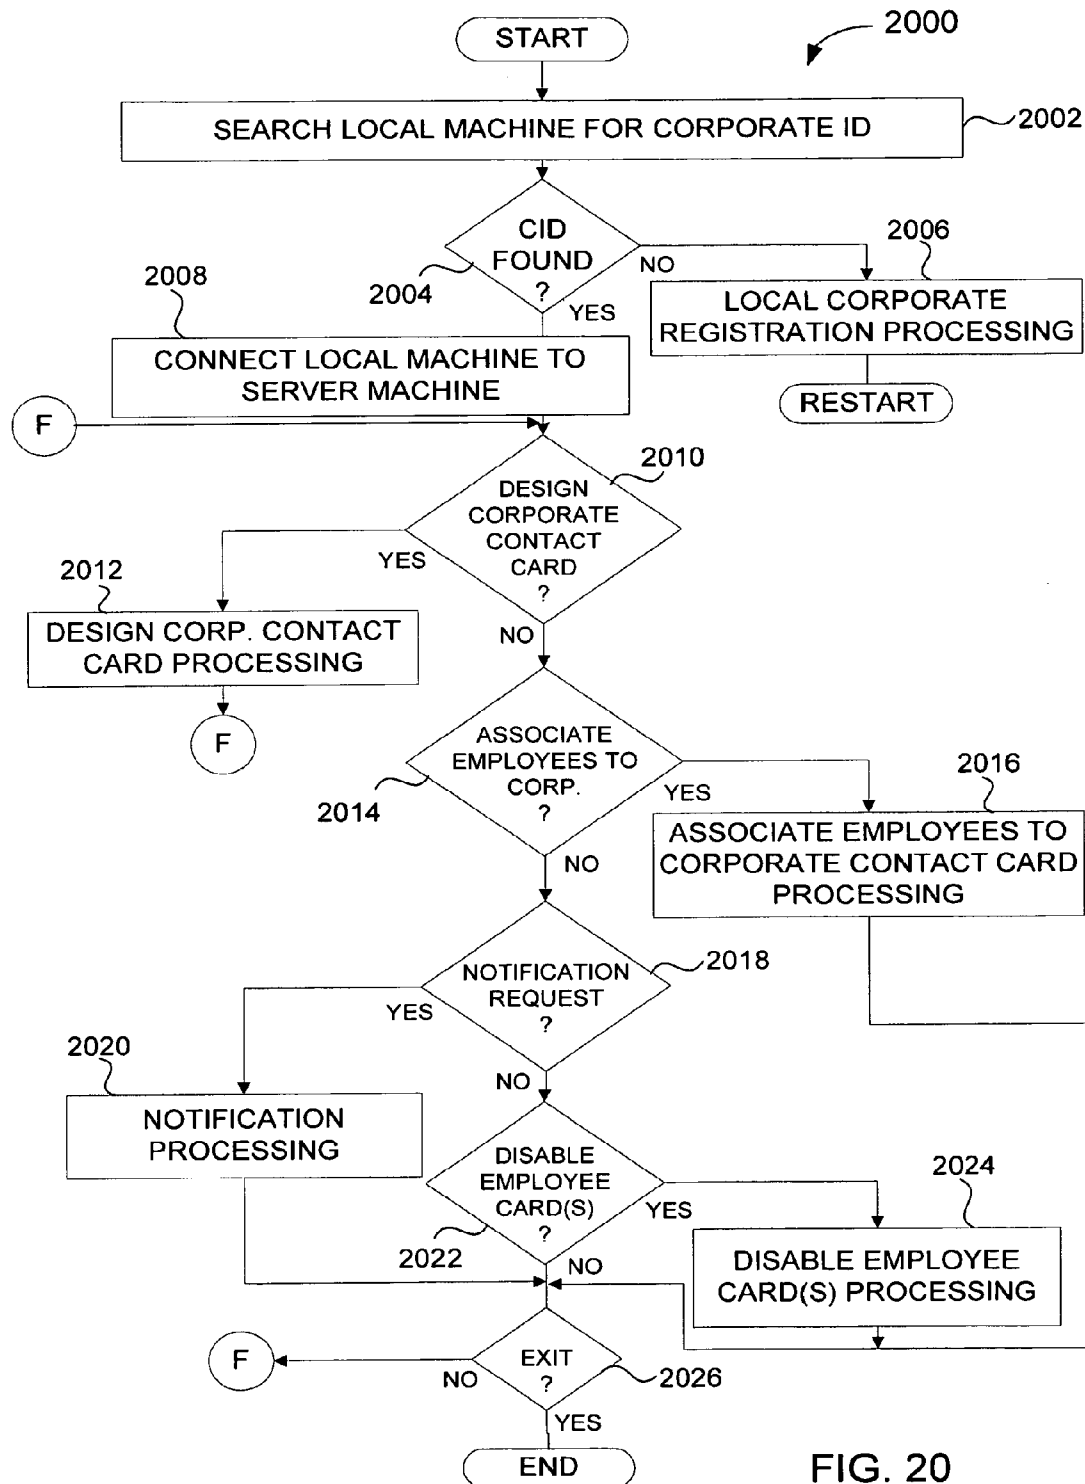 START
2000
SEARCH LOCAL MACHINE FOR CORPORATE ID
2002
CID
FOUND
?
2004
NO
YES
2006
LOCAL CORPORATE
REGISTRATION PROCESSING
RESTART
2008
CONNECT LOCAL MACHINE TO
SERVER MACHINE
F
2010
DESIGN
CORPORATE
CONTACT
CARD
?
YES
NO
2012
DESIGN CORP. CONTACT
CARD PROCESSING
F
ASSOCIATE
EMPLOYEES TO
CORP.
?
2014
YES
NO
2016
ASSOCIATE EMPLOYEES TO
CORPORATE CONTACT CARD
PROCESSING
NOTIFICATION
REQUEST
?
2018
YES
NO
2020
NOTIFICATION
PROCESSING
DISABLE
EMPLOYEE
CARD(S)
?
2022
YES
NO
2024
DISABLE EMPLOYEE
CARD(S) PROCESSING
F
EXIT
?
NO
2026
YES
END
FIG. 20